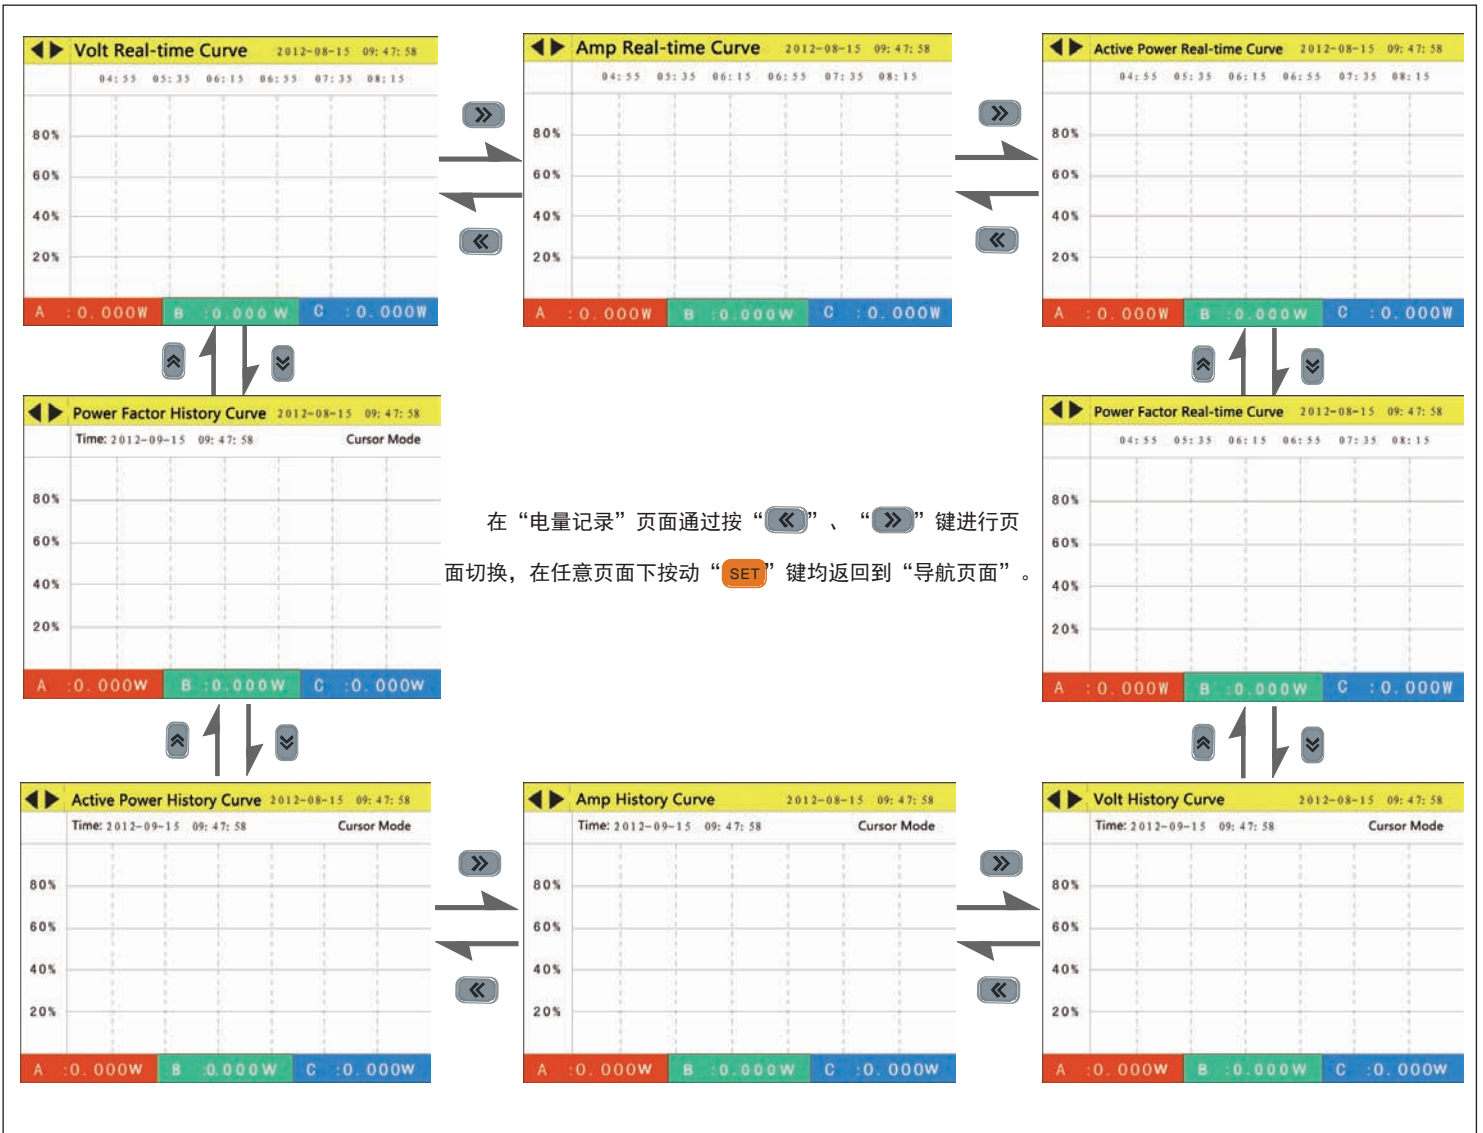 Volt Real-time Curve 2012-08-15 09:47:58
04:55 05:35 06:15 06:55 07:35 08:15
80%
60%
40%
20%
A :0.000W B :0.000W C :0.000W
Amp Real-time Curve 2012-08-15 09:47:58
04:55 05:35 06:15 06:55 07:35 08:15
80%
60%
40%
20%
A :0.000W B :0.000W C :0.000W
Active Power Real-time Curve 2012-08-15 09:47:58
04:55 05:35 06:15 06:55 07:35 08:15
80%
60%
40%
20%
A :0.000W B :0.000W C :0.000W
Power Factor History Curve 2012-08-15 09:47:58
Time: 2012-09-15 09:47:58 Cursor Mode
80%
60%
40%
20%
A :0.000W B :0.000W C :0.000W
在“电量记录”页面通过按“«”、“»”键进行页
面切换，在任意页面下按动“SET”键均返回到“导航页面”。
Power Factor Real-time Curve 2012-08-15 09:47:58
04:55 05:35 06:15 06:55 07:35 08:15
80%
60%
40%
20%
A :0.000W B :0.000W C :0.000W
Active Power History Curve 2012-08-15 09:47:58
Time: 2012-09-15 09:47:58 Cursor Mode
80%
60%
40%
20%
A :0.000W B :0.000W C :0.000W
Amp History Curve 2012-08-15 09:47:58
Time: 2012-09-15 09:47:58 Cursor Mode
80%
60%
40%
20%
A :0.000W B :0.000W C :0.000W
Volt History Curve 2012-08-15 09:47:58
Time: 2012-09-15 09:47:58 Cursor Mode
80%
60%
40%
20%
A :0.000W B :0.000W C :0.000W